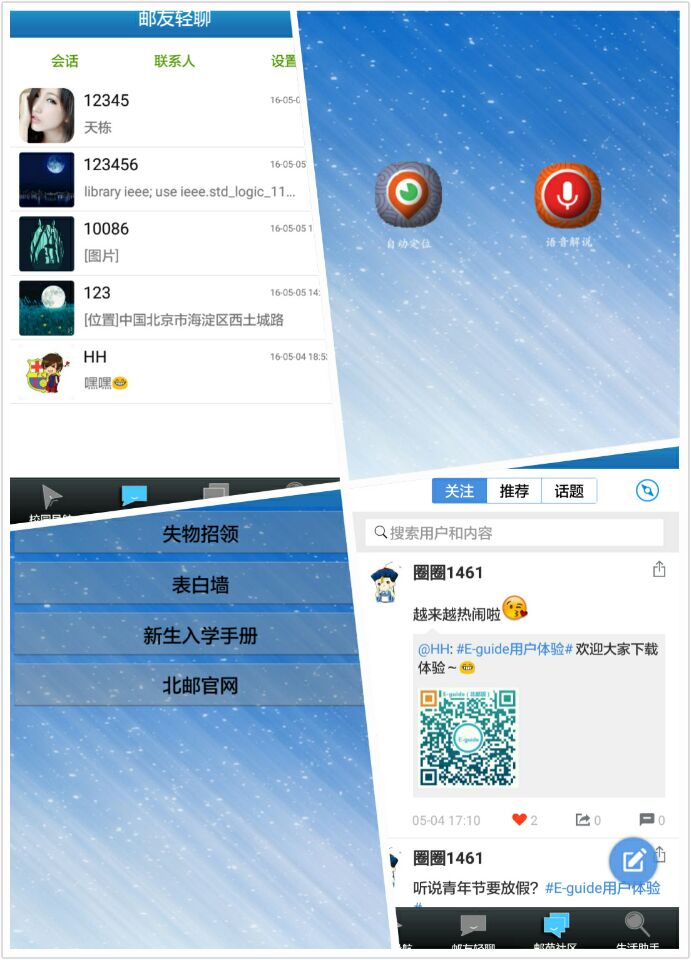 邮友轻聊
会话
联系人
设置
12345
16-05-0
天栋
123456
16-05-05
library ieee; use ieee.std_logic_11...
10086
16-05-05 1
[图片]
123
16-05-05 14:
[位置]中国北京市海淀区西土城路
HH
16-05-04 18:5
嘿嘿😁
自动定位
语音解说
失物招领
表白墙
新生入学手册
北邮官网
关注
推荐
话题
搜索用户和内容
圈圈1461
越来越热闹啦😘
@HH: #E-guide用户体验# 欢迎大家下载
体验~😁
E-guide（北邮版）
E-guide
05-04 17:10
2
0
0
圈圈1461
听说青年节要放假？ #E-guide用户体验
#
航
邮友轻聊
社区
生活助手